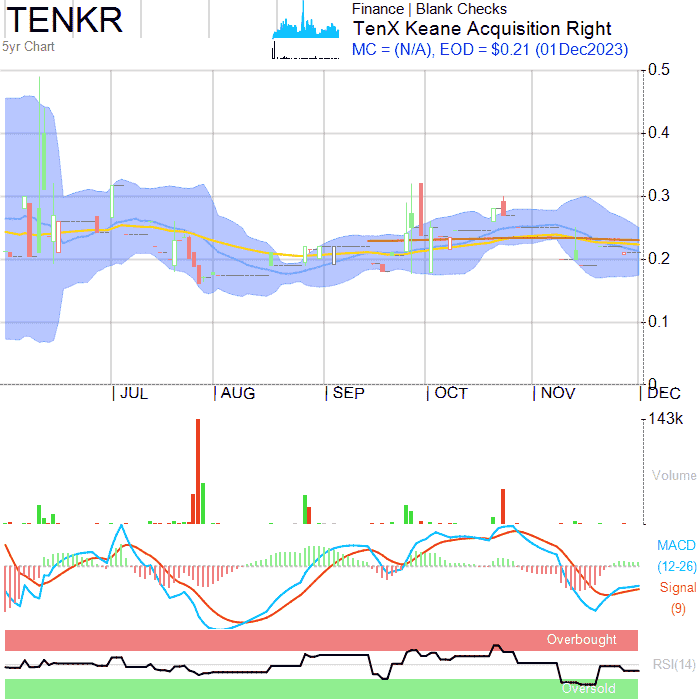 TENKR
5yr Chart
Finance | Blank Checks
TenX Keane Acquisition Right
MC = (N/A), EOD = $0.21 (01Dec2023)
0.5
0.4
0.3
0.2
0.1
0
JUL AUG SEP OCT NOV DEC
143k
Volume
MACD
(12-26)
Signal
(9)
Overbought
RSI(14)
Oversold